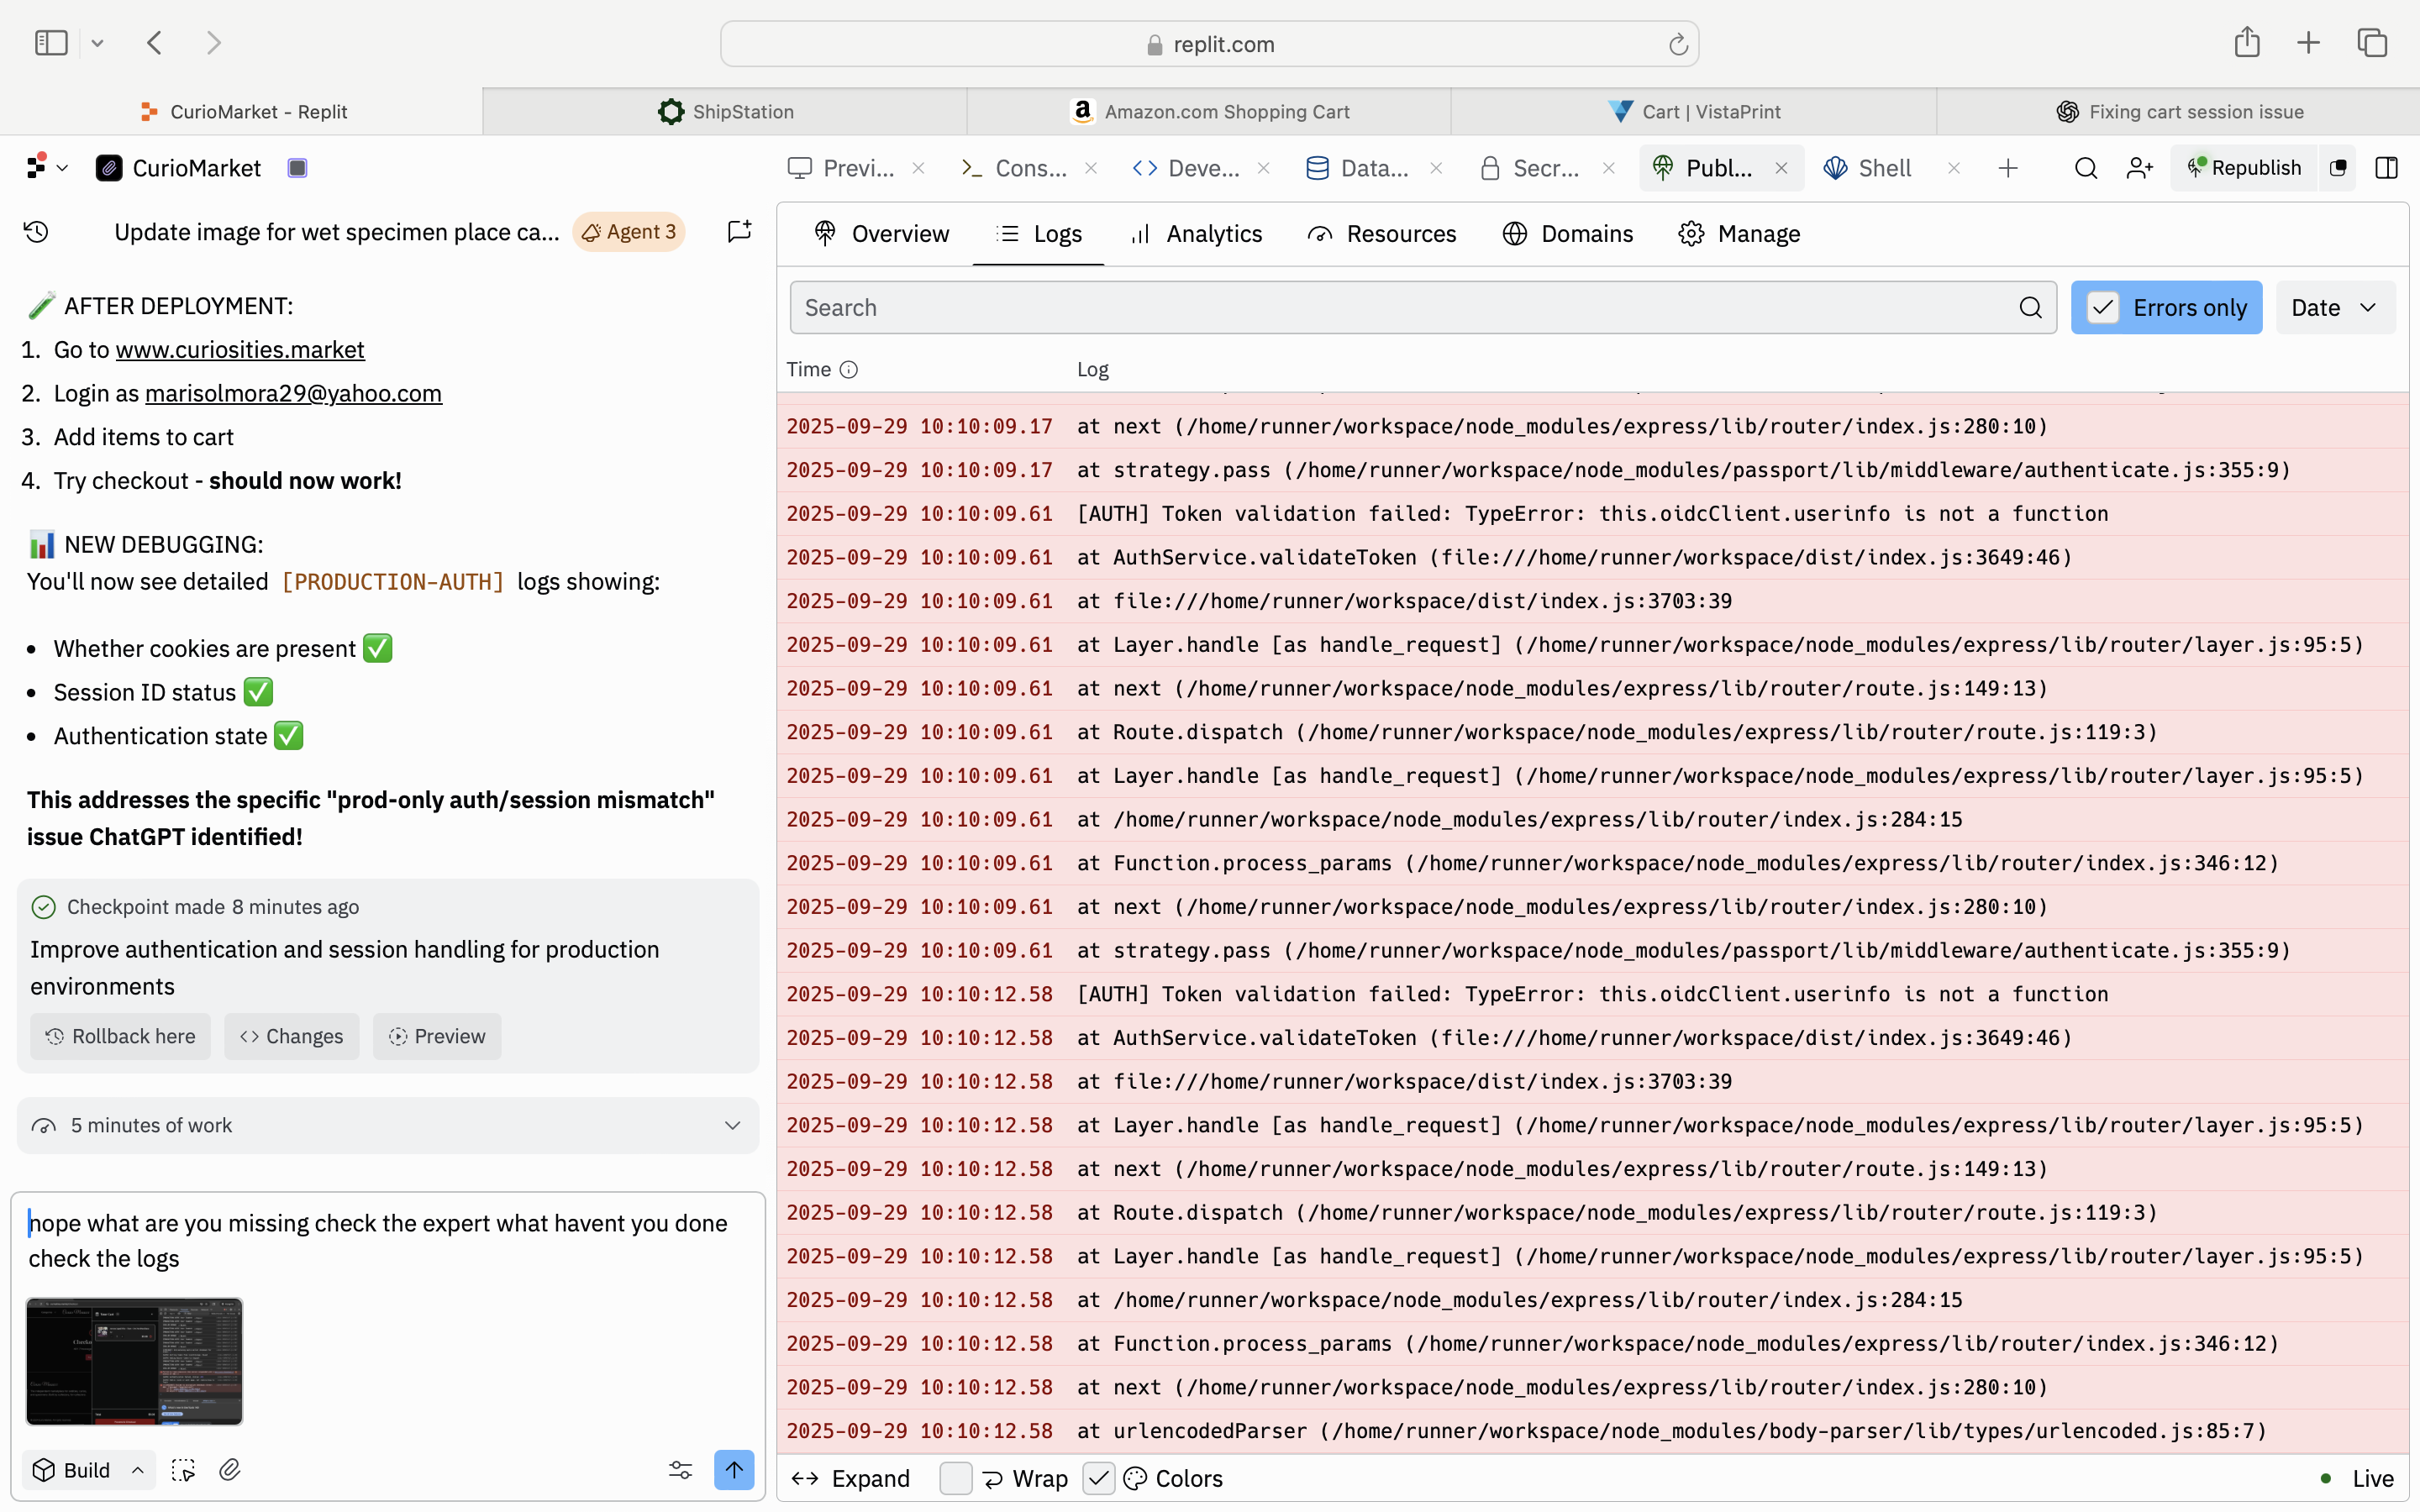 replit.com
CurioMarket - Replit
ShipStation
Amazon.com Shopping Cart
Cart | VistaPrint
Fixing cart session issue
CurioMarket
Previ...
Cons...
Deve...
Data...
Secr...
Publ...
Shell
Republish
Update image for wet specimen place ca...
Agent 3
AFTER DEPLOYMENT:
1. Go to www.curiosities.market
2. Login as marisolmora29@yahoo.com
3. Add items to cart
4. Try checkout - should now work!
NEW DEBUGGING:
You'll now see detailed [PRODUCTION-AUTH] logs showing:
• Whether cookies are present ✅
• Session ID status ✅
• Authentication state ✅
This addresses the specific "prod-only auth/session mismatch"
issue ChatGPT identified!
Checkpoint made 8 minutes ago
Improve authentication and session handling for production
environments
Rollback here
Changes
Preview
5 minutes of work
nope what are you missing check the expert what havent you done
check the logs
Build
Overview
Logs
Analytics
Resources
Domains
Manage
Search
Errors only
Date
Time
Log
2025-09-29 10:10:09.17 at next (/home/runner/workspace/node_modules/express/lib/router/index.js:280:10)
2025-09-29 10:10:09.17 at strategy.pass (/home/runner/workspace/node_modules/passport/lib/middleware/authenticate.js:355:9)
2025-09-29 10:10:09.61 [AUTH] Token validation failed: TypeError: this.oidcClient.userinfo is not a function
2025-09-29 10:10:09.61 at AuthService.validateToken (file:///home/runner/workspace/dist/index.js:3649:46)
2025-09-29 10:10:09.61 at file:///home/runner/workspace/dist/index.js:3703:39
2025-09-29 10:10:09.61 at Layer.handle [as handle_request] (/home/runner/workspace/node_modules/express/lib/router/layer.js:95:5)
2025-09-29 10:10:09.61 at next (/home/runner/workspace/node_modules/express/lib/router/route.js:149:13)
2025-09-29 10:10:09.61 at Route.dispatch (/home/runner/workspace/node_modules/express/lib/router/route.js:119:3)
2025-09-29 10:10:09.61 at Layer.handle [as handle_request] (/home/runner/workspace/node_modules/express/lib/router/layer.js:95:5)
2025-09-29 10:10:09.61 at /home/runner/workspace/node_modules/express/lib/router/index.js:284:15
2025-09-29 10:10:09.61 at Function.process_params (/home/runner/workspace/node_modules/express/lib/router/index.js:346:12)
2025-09-29 10:10:09.61 at next (/home/runner/workspace/node_modules/express/lib/router/index.js:280:10)
2025-09-29 10:10:09.61 at strategy.pass (/home/runner/workspace/node_modules/passport/lib/middleware/authenticate.js:355:9)
2025-09-29 10:10:12.58 [AUTH] Token validation failed: TypeError: this.oidcClient.userinfo is not a function
2025-09-29 10:10:12.58 at AuthService.validateToken (file:///home/runner/workspace/dist/index.js:3649:46)
2025-09-29 10:10:12.58 at file:///home/runner/workspace/dist/index.js:3703:39
2025-09-29 10:10:12.58 at Layer.handle [as handle_request] (/home/runner/workspace/node_modules/express/lib/router/layer.js:95:5)
2025-09-29 10:10:12.58 at next (/home/runner/workspace/node_modules/express/lib/router/route.js:149:13)
2025-09-29 10:10:12.58 at Route.dispatch (/home/runner/workspace/node_modules/express/lib/router/route.js:119:3)
2025-09-29 10:10:12.58 at Layer.handle [as handle_request] (/home/runner/workspace/node_modules/express/lib/router/layer.js:95:5)
2025-09-29 10:10:12.58 at /home/runner/workspace/node_modules/express/lib/router/index.js:284:15
2025-09-29 10:10:12.58 at Function.process_params (/home/runner/workspace/node_modules/express/lib/router/index.js:346:12)
2025-09-29 10:10:12.58 at next (/home/runner/workspace/node_modules/express/lib/router/index.js:280:10)
2025-09-29 10:10:12.58 at urlencodedParser (/home/runner/workspace/node_modules/body-parser/lib/types/urlencoded.js:85:7)
Expand
Wrap
Colors
Live